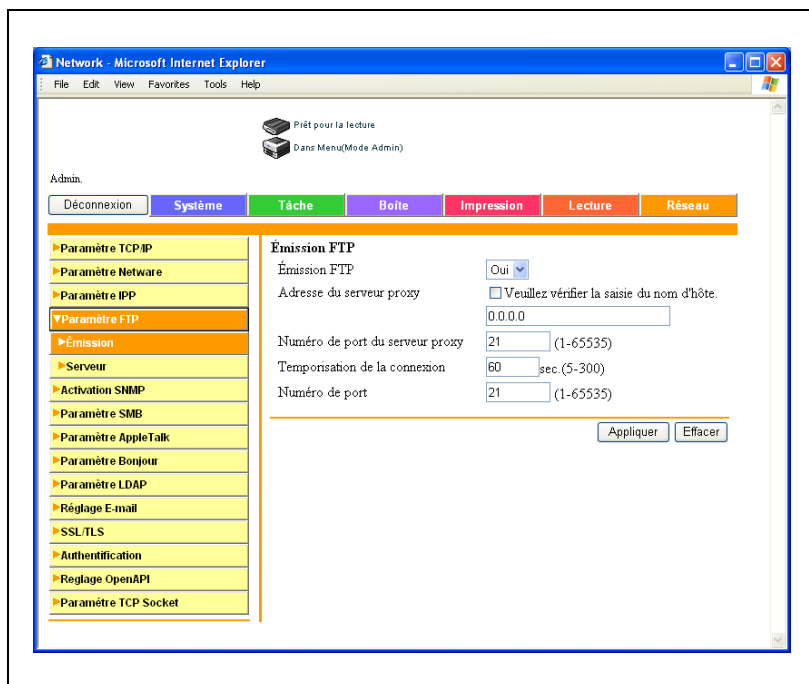 Network - Microsoft Internet Explorer
File Edit View Favorites Tools Help
Prêt pour la lecture
Dans Menu(Mode Admin)
Admin.
Déconnexion Système Tâche Boîte Impression Lecture Réseau
Paramètre TCP/IP
Paramètre Netware
Paramètre IPP
Paramètre FTP
Émission
Serveur
Activation SNMP
Paramètre SMB
Paramètre AppleTalk
Paramètre Bonjour
Paramètre LDAP
Réglage E-mail
SSL/TLS
Authentification
Reglage OpenAPI
Paramétre TCP Socket
Émission FTP
Émission FTP Oui
Adresse du serveur proxy Veuillez vérifier la saisie du nom d'hôte.
0.0.0.0
Numéro de port du serveur proxy 21 (1-65535)
Temporisation de la connexion 60 sec.(5-300)
Numéro de port 21 (1-65535)
Appliquer Effacer